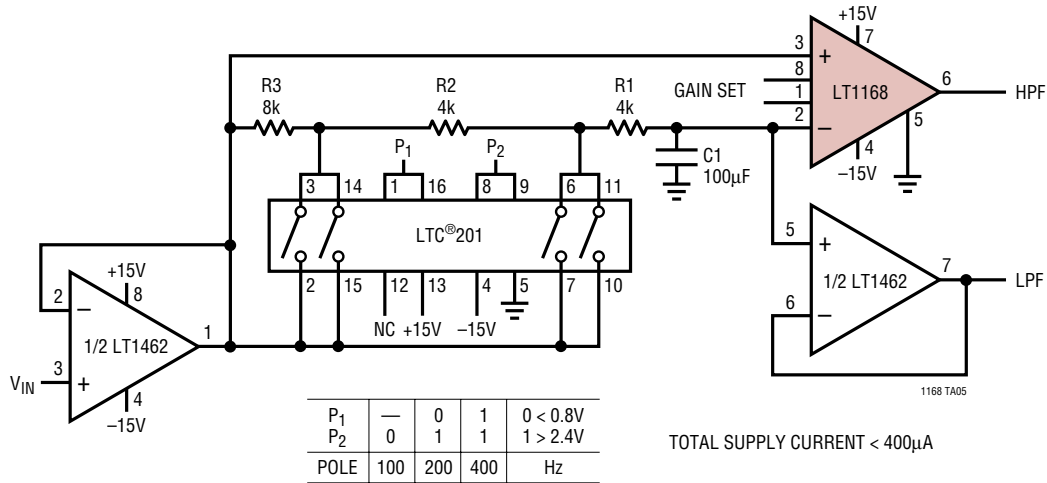 +15V
3
7
+
8
GAIN SET
1
LT1168
6
HPF
2
–
5
4
–15V
R3
8k
R2
4k
R1
4k
C1
100µF
P1
P2
3
14
1
16
8
9
6
11
LTC®201
2
15
12
13
4
5
7
10
NC
+15V
–15V
+15V
2
8
–
1/2 LT1462
1
VIN
3
+
4
–15V
5
+
1/2 LT1462
7
LPF
6
–
1168 TA05
P1 — 0 1 0 < 0.8V
P2 0 1 1 1 > 2.4V
POLE 100 200 400 Hz
TOTAL SUPPLY CURRENT < 400µA